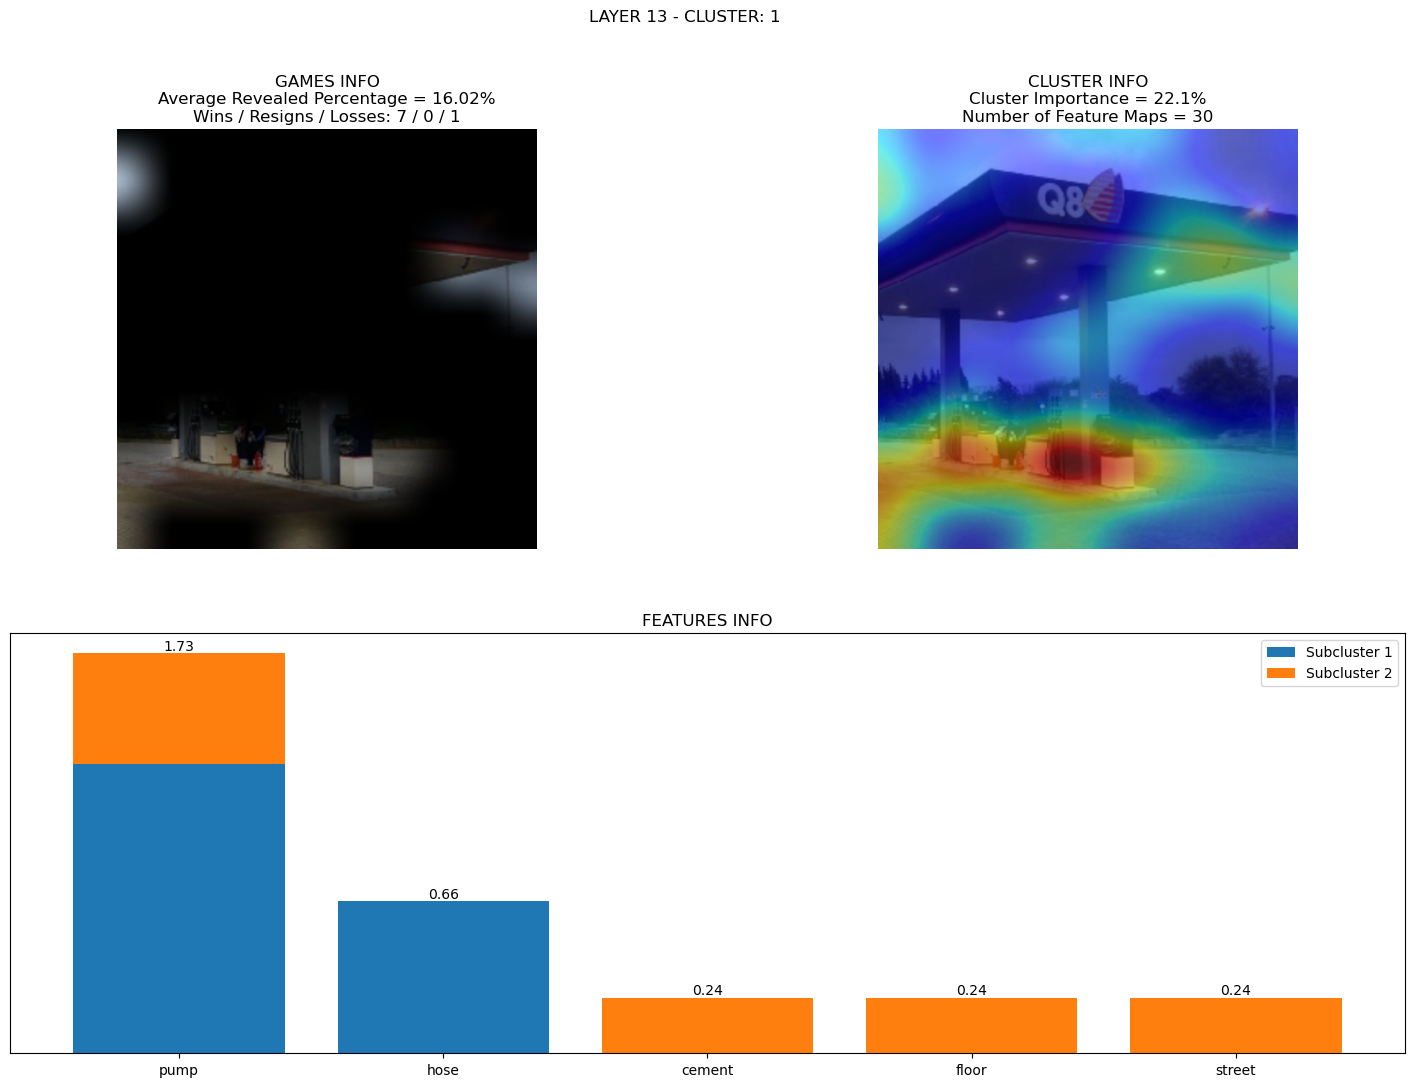 LAYER 13 - CLUSTER: 1
GAMES INFO
Average Revealed Percentage = 16.02%
Wins / Resigns / Losses: 7 / 0 / 1
CLUSTER INFO
Cluster Importance = 22.1%
Number of Feature Maps = 30
Q8
FEATURES INFO
Subcluster 1
Subcluster 2
1.73
0.66
0.24
0.24
0.24
pump
hose
cement
floor
street